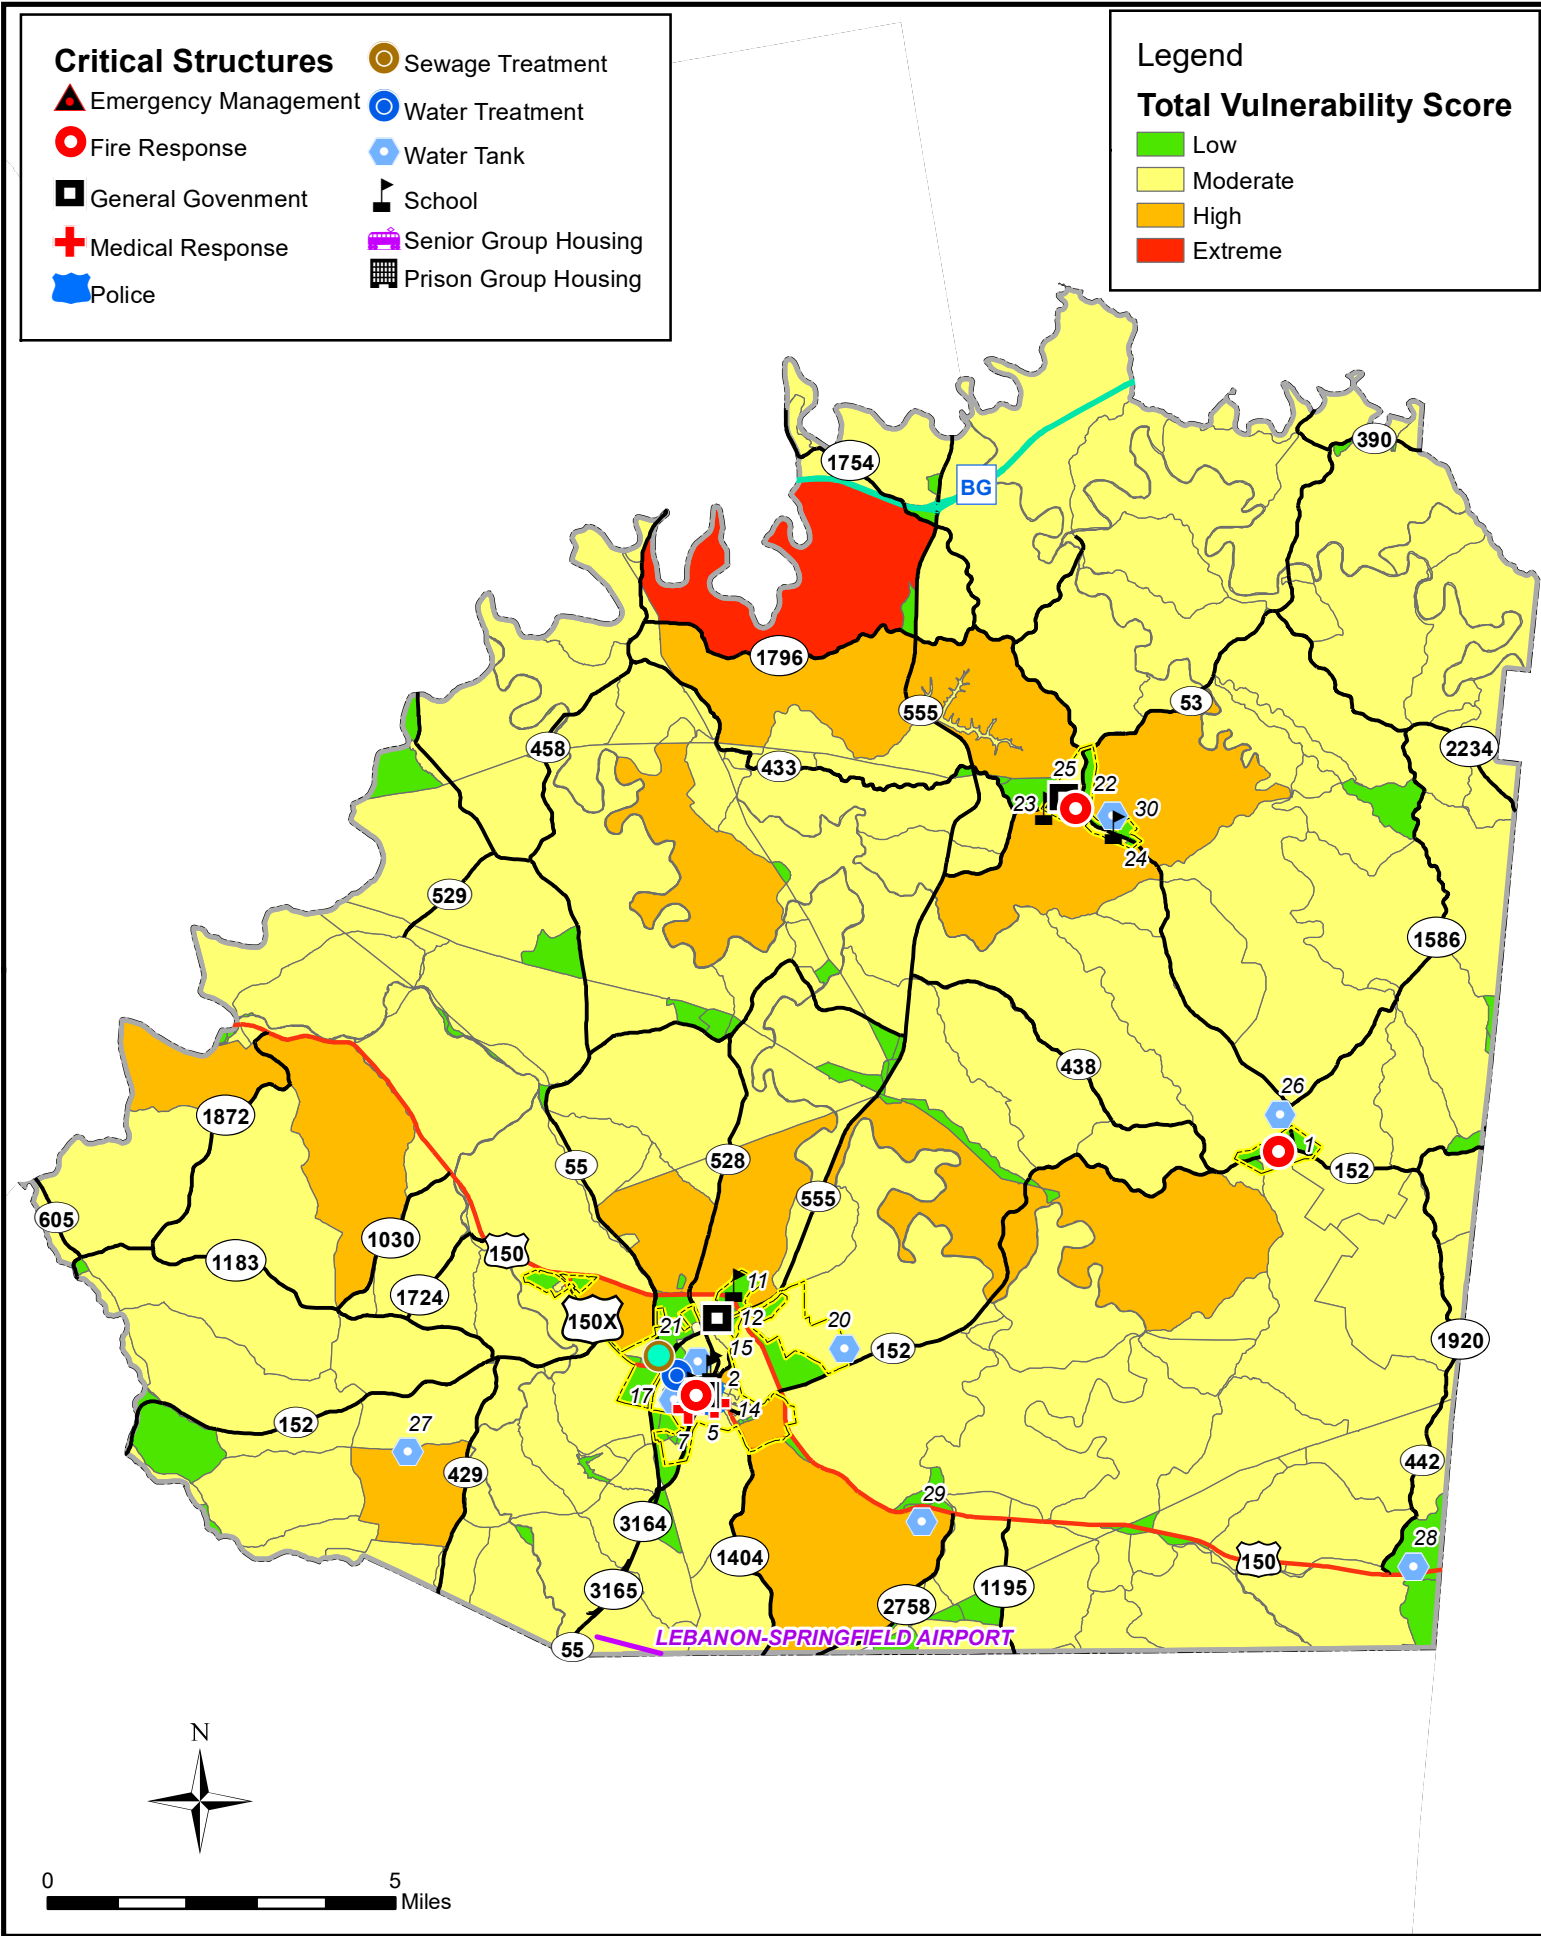 Critical Structures
Emergency Management
Fire Response
General Govenment
Medical Response
Police
Sewage Treatment
Water Treatment
Water Tank
School
Senior Group Housing
Prison Group Housing
Legend
Total Vulnerability Score
Low
Moderate
High
Extreme
390
1754
BG
1796
53
555
2234
458
433
25
22
23
30
24
529
1586
438
26
1872
1
55
528
152
555
605
1030
1183
150
11
1724
150X
12
20
21
15
152
1920
2
17
14
152
27
5
7
442
429
29
3164
28
1404
150
3165
1195
2758
LEBANON-SPRINGFIELD AIRPORT
55
N
0
5
Miles